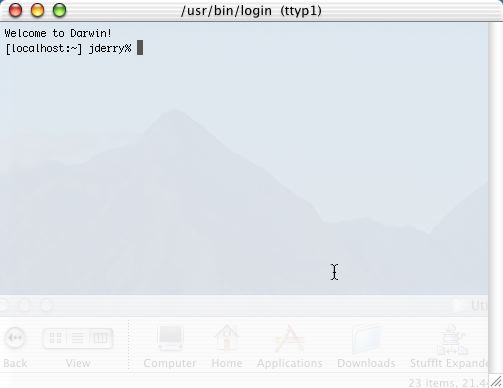 /usr/bin/login (ttyp1)
Welcome to Darwin!
[localhost:~] jderry%
Back View Computer Home Applications Downloads StuffIt Expande
23 items, 21.4